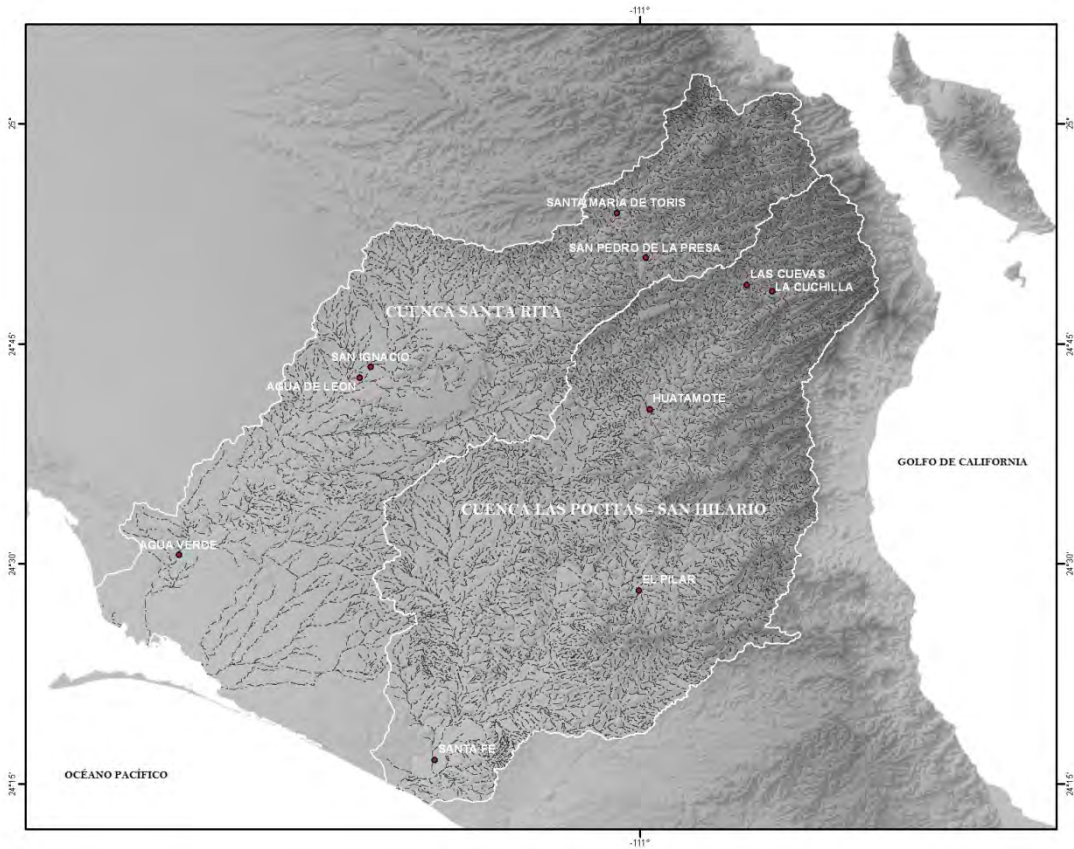 -111°
25°
25°
SANTA MARÍA DE TORIS
SAN PEDRO DE LA PRESA
LAS CUEVAS
LA CUCHILLA
CUENCA SANTA RITA
24°45'
24°45'
SAN IGNACIO
AGUA DE LEON
HUATAMOTE
GOLFO DE CALIFORNIA
CUENCA LAS POCITAS - SAN HILARIO
AGUA VERDE
24°30'
24°30'
EL PILAR
SANTA FE
OCÉANO PACÍFICO
24°15'
24°15'
-111°